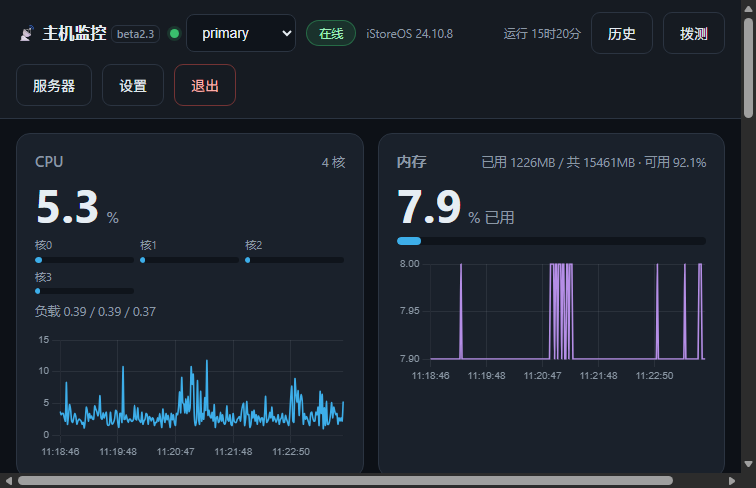 主机监控 beta2.3 primary 在线 iStoreOS 24.10.8 运行 15时20分 历史 拨测
服务器 设置 退出
CPU 4 核
5.3 %
核0 核1 核2
核3
负载 0.39 / 0.39 / 0.37
15
10
5
0
11:18:46 11:19:48 11:20:47 11:21:48 11:22:50
内存 已用 1226MB / 共 15461MB · 可用 92.1%
7.9 % 已用
8.00
7.95
7.90
11:18:46 11:19:48 11:20:47 11:21:48 11:22:50